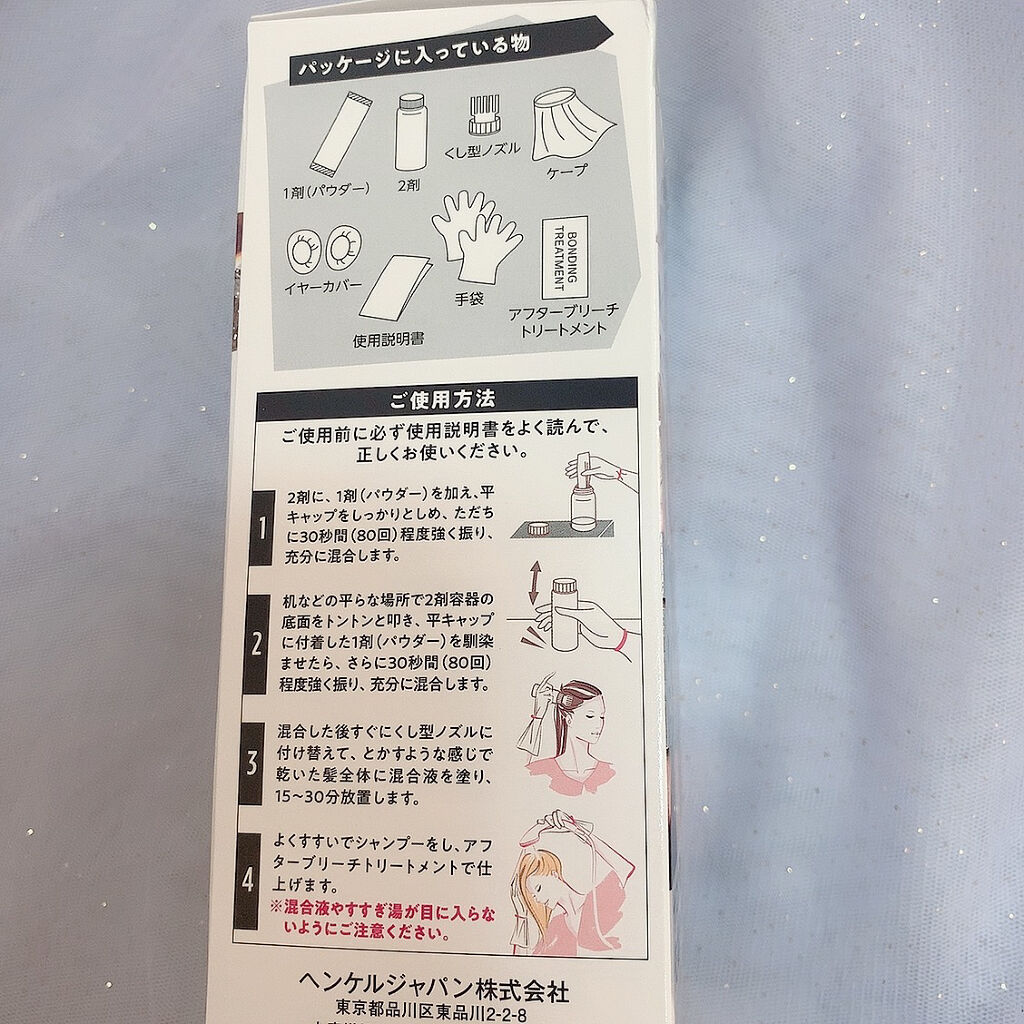 パッケージに入っている物
1剤(パウダー)
2剤
くし型ノズル
ケープ
イヤーカバー
使用説明書
手袋
BONDING
TREATMENT
アフターブリーチ
トリートメント
ご使用方法
ご使用前に必ず使用説明書をよく読んで、
正しくお使いください。
1
2剤に、1剤(パウダー)を加え、平
キャップをしっかりとしめ、ただち
に30秒間(80回)程度強く振り、
充分に混合します。
2
机などの平らな場所で2剤容器の
底面をトントンと叩き、平キャップ
に付着した1剤(パウダー)を馴染
ませたら、さらに30秒間(80回)
程度強く振り、充分に混合します。
3
混合した後すぐにくし型ノズルに
付け替えて、とかすような感じで
乾いた髪全体に混合液を塗り、
15〜30分放置します。
4
よくすすいでシャンプーをし、アフ
ターブリーチトリートメントで仕
上げます。
※混合液やすすぎ湯が目に入らな
いようにご注意ください。
ヘンケルジャパン株式会社
東京都品川区東品川2-2-8